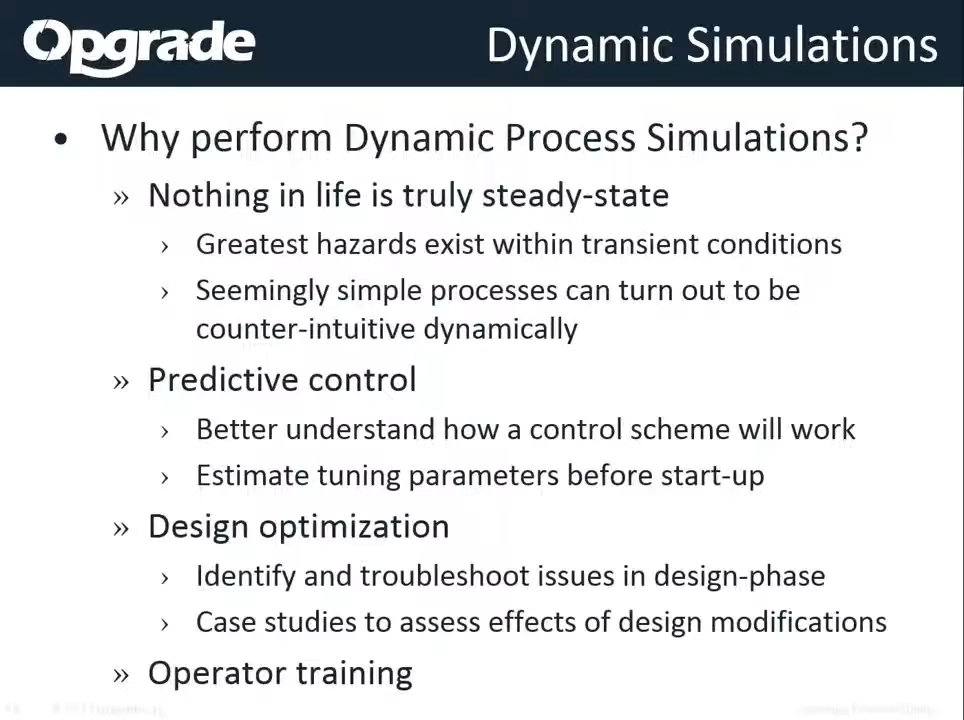 Opgrade
Dynamic Simulations
• Why perform Dynamic Process Simulations?
» Nothing in life is truly steady-state
› Greatest hazards exist within transient conditions
› Seemingly simple processes can turn out to be
counter-intuitive dynamically
» Predictive control
› Better understand how a control scheme will work
› Estimate tuning parameters before start-up
» Design optimization
› Identify and troubleshoot issues in design-phase
› Case studies to assess effects of design modifications
» Operator training